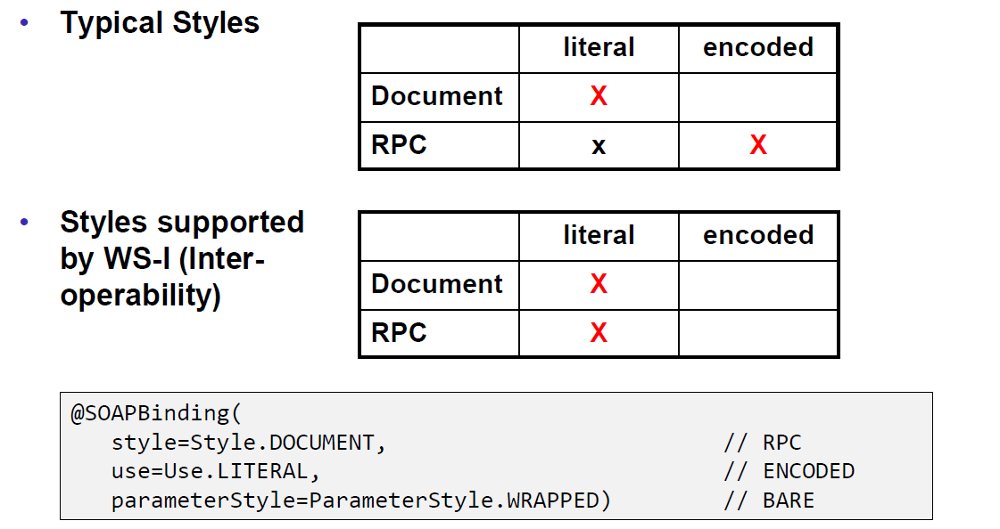 • Typical Styles
literal encoded
Document X
RPC x X
• Styles supported
by WS-I (Inter-
operability)
literal encoded
Document X
RPC X
@SOAPBinding(
style=Style.DOCUMENT, // RPC
use=Use.LITERAL, // ENCODED
parameterStyle=ParameterStyle.WRAPPED) // BARE